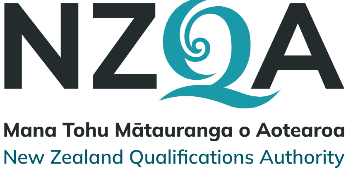 NZQA
Mana Tohu Mātauranga o Aotearoa
New Zealand Qualifications Authority